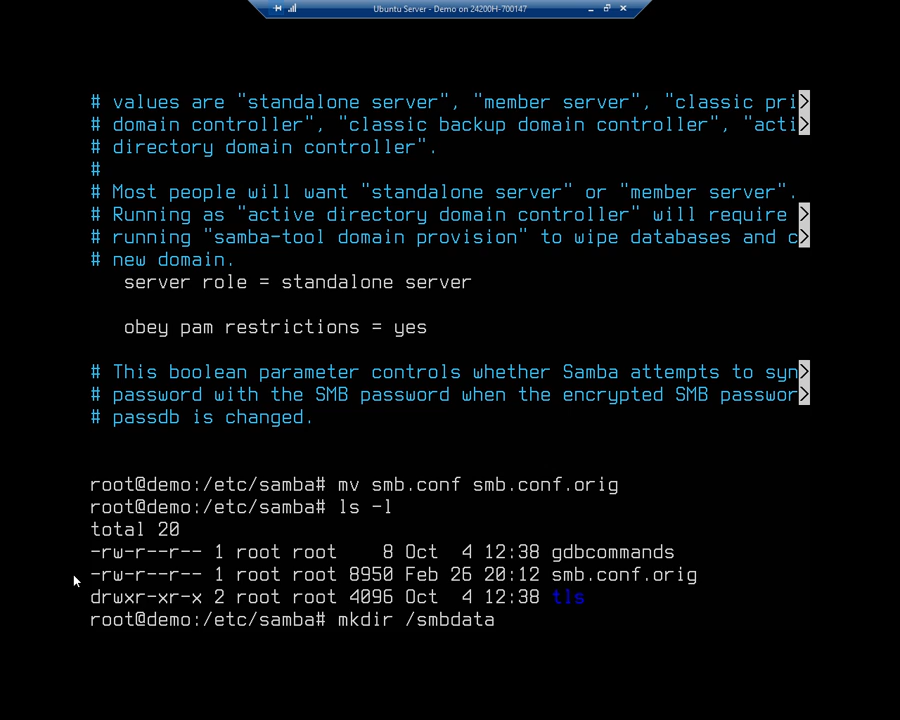 Ubuntu Server - Demo on 24200H-700147
# values are "standalone server", "member server", "classic pri>
# domain controller", "classic backup domain controller", "acti>
# directory domain controller".
#
# Most people will want "standalone server" or "member server".
# Running as "active directory domain controller" will require >
# running "samba-tool domain provision" to wipe databases and c>
# new domain.
server role = standalone server
obey pam restrictions = yes
# This boolean parameter controls whether Samba attempts to syn>
# password with the SMB password when the encrypted SMB passwor>
# passdb is changed.
root@demo:/etc/samba# mv smb.conf smb.conf.orig
root@demo:/etc/samba# ls -l
total 20
-rw-r--r-- 1 root root    8 Oct  4 12:38 gdbcommands
-rw-r--r-- 1 root root 8950 Feb 26 20:12 smb.conf.orig
drwxr-xr-x 2 root root 4096 Oct  4 12:38 tls
root@demo:/etc/samba# mkdir /smbdata